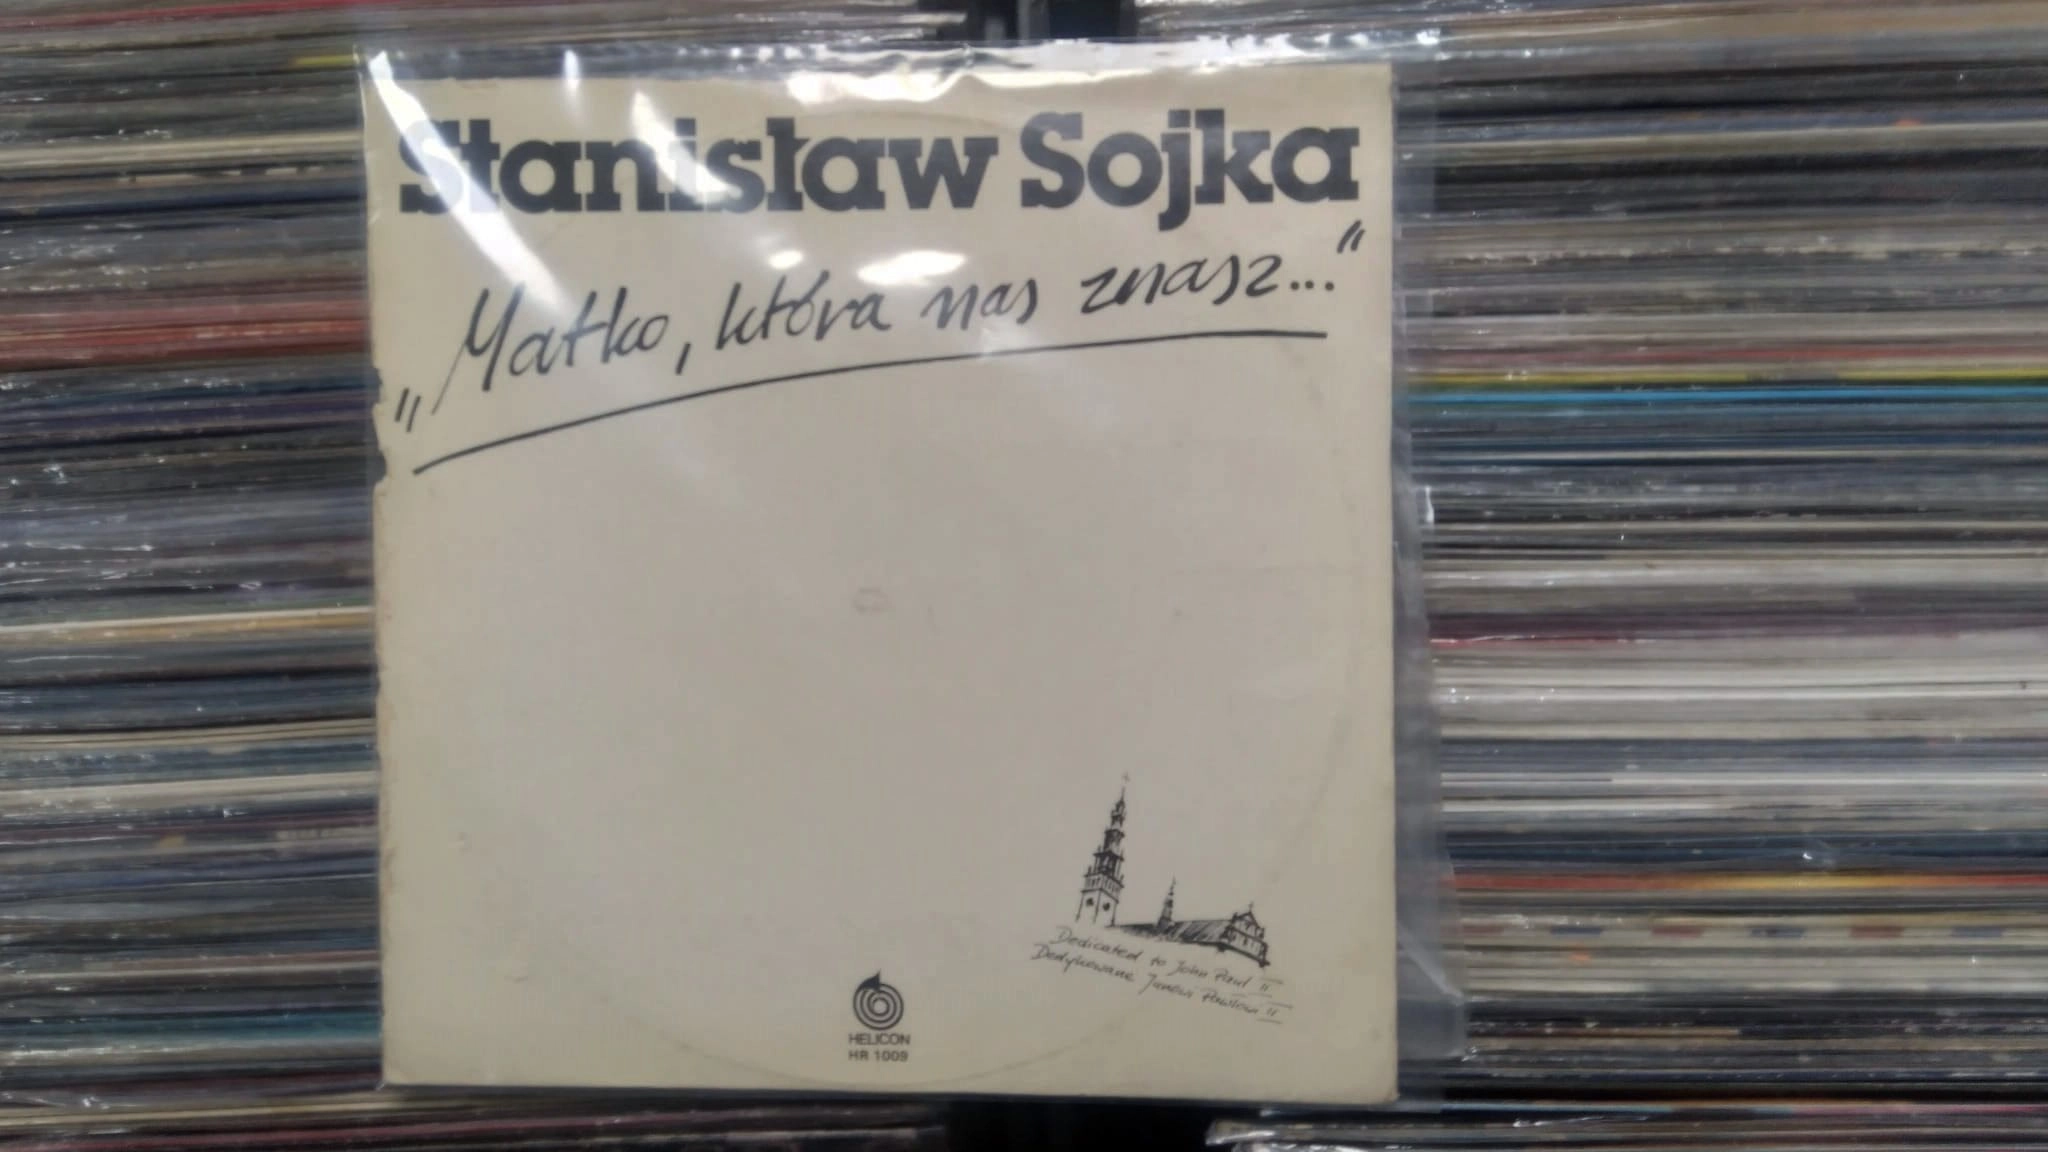 Stanisław Sojka
„Matko, która nas znasz..."
Dedicated to John Paul II
Dedykowane Janowi Pawłowi II
HELICON
HR 1009